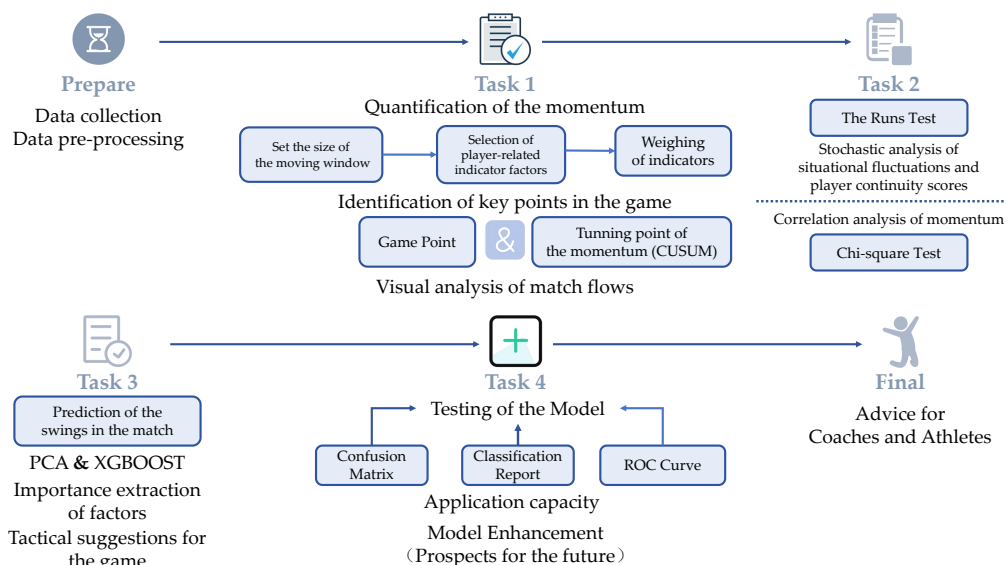 Prepare
Data collection
Data pre-processing
Task 1
Quantification of the momentum
Set the size of
the moving window
Selection of
player-related
indicator factors
Weighing
of indicators
Identification of key points in the game
Game Point
&
Tunning point of
the momentum (CUSUM)
Visual analysis of match flows
Task 2
The Runs Test
Stochastic analysis of
situational fluctuations and
player continuity scores
Correlation analysis of momentum
Chi-square Test
Task 3
Prediction of the
swings in the match
PCA & XGBOOST
Importance extraction
of factors
Tactical suggestions for
the game
Task 4
Testing of the Model
Confusion
Matrix
Classification
Report
ROC Curve
Application capacity
Model Enhancement
（Prospects for the future）
Final
Advice for
Coaches and Athletes